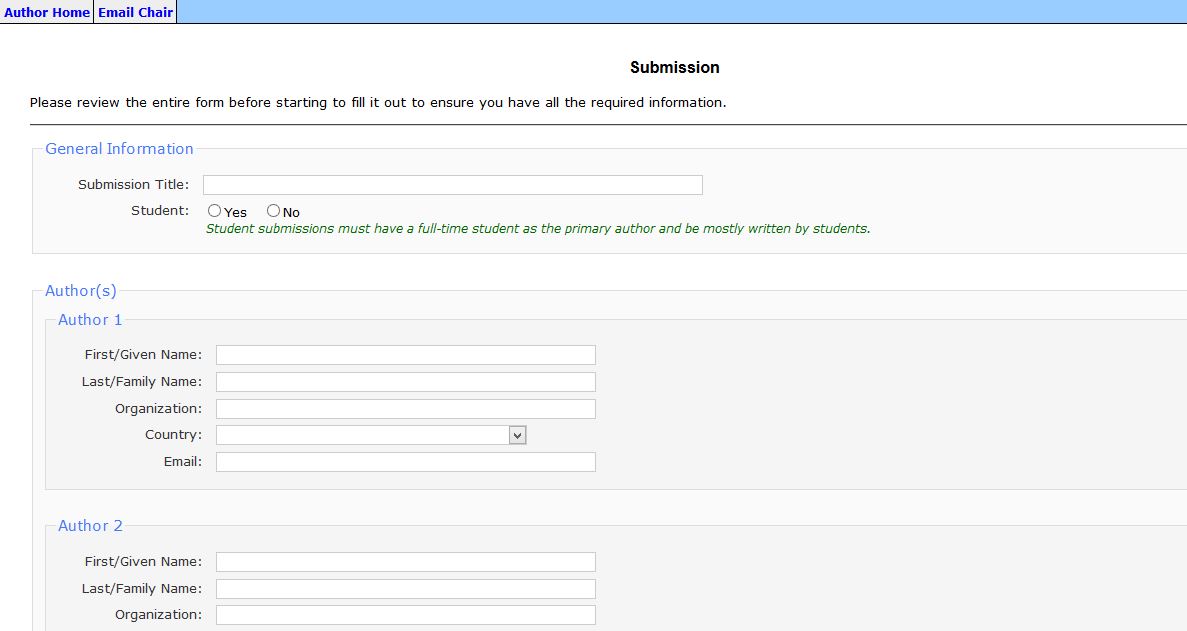 Author Home Email Chair
Submission
Please review the entire form before starting to fill it out to ensure you have all the required information.
General Information
Submission Title:
Student: Yes No
Student submissions must have a full-time student as the primary author and be mostly written by students.
Author(s)
Author 1
First/Given Name:
Last/Family Name:
Organization:
Country:
Email:
Author 2
First/Given Name:
Last/Family Name:
Organization: